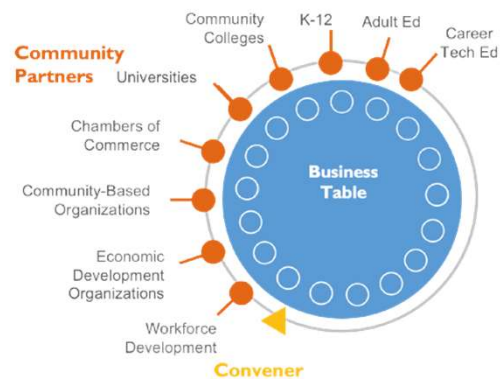 Community
Colleges
K-12
Adult Ed
Career
Tech Ed
Community
Partners
Universities
Chambers of
Commerce
Community-Based
Organizations
Economic
Development
Organizations
Workforce
Development
Business
Table
Convener